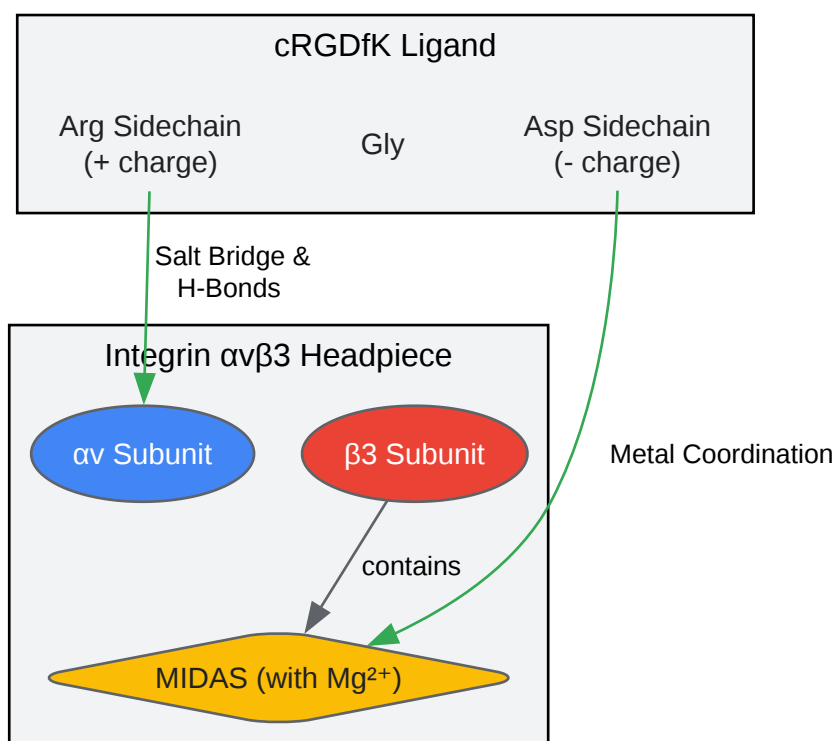 cRGDfK Ligand
Arg Sidechain
(+ charge)
Gly
Asp Sidechain
(- charge)
Salt Bridge &
H-Bonds
Integrin αvβ3 Headpiece
αv Subunit
β3 Subunit
Metal Coordination
contains
MIDAS (with Mg²⁺)